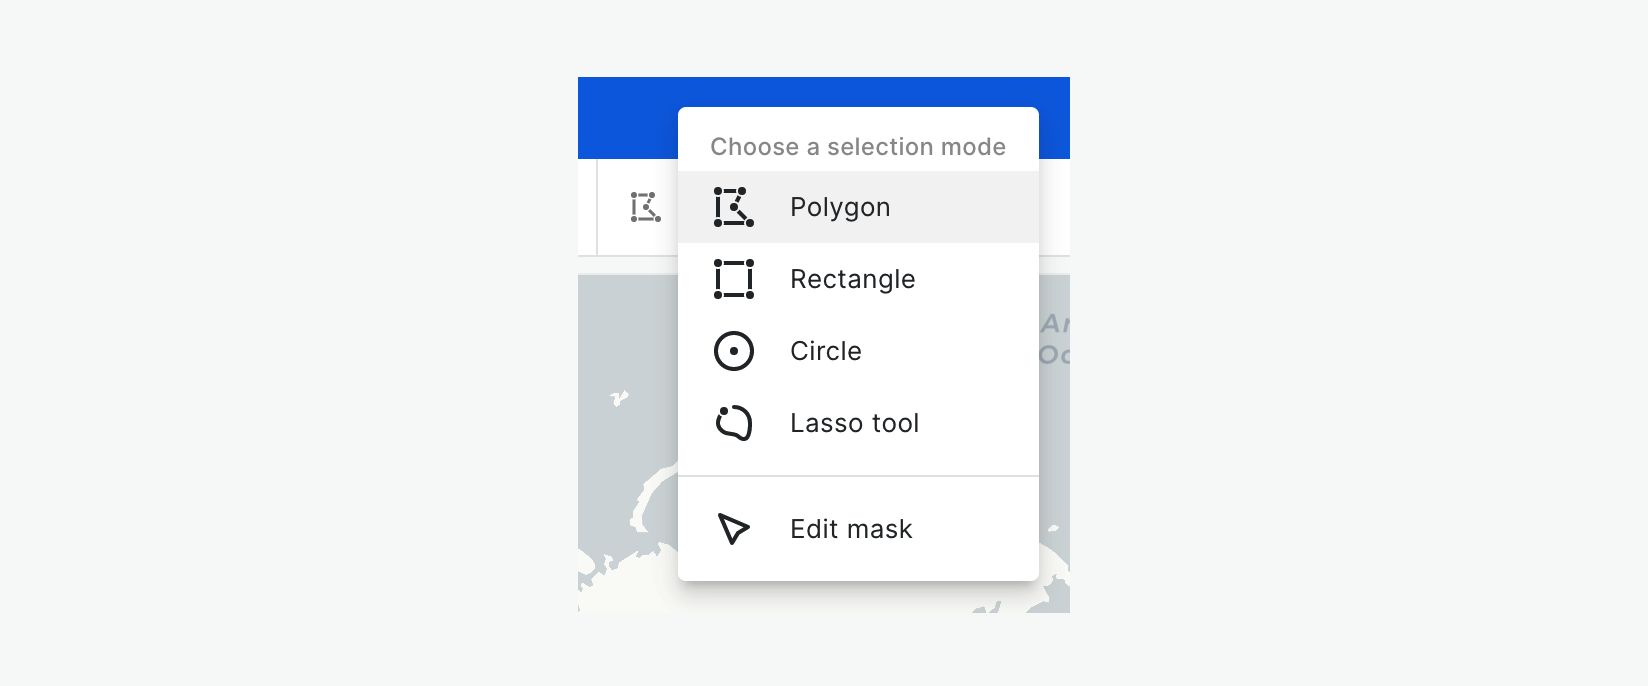 Choose a selection mode
Polygon
Rectangle
Circle
Lasso tool
Edit mask